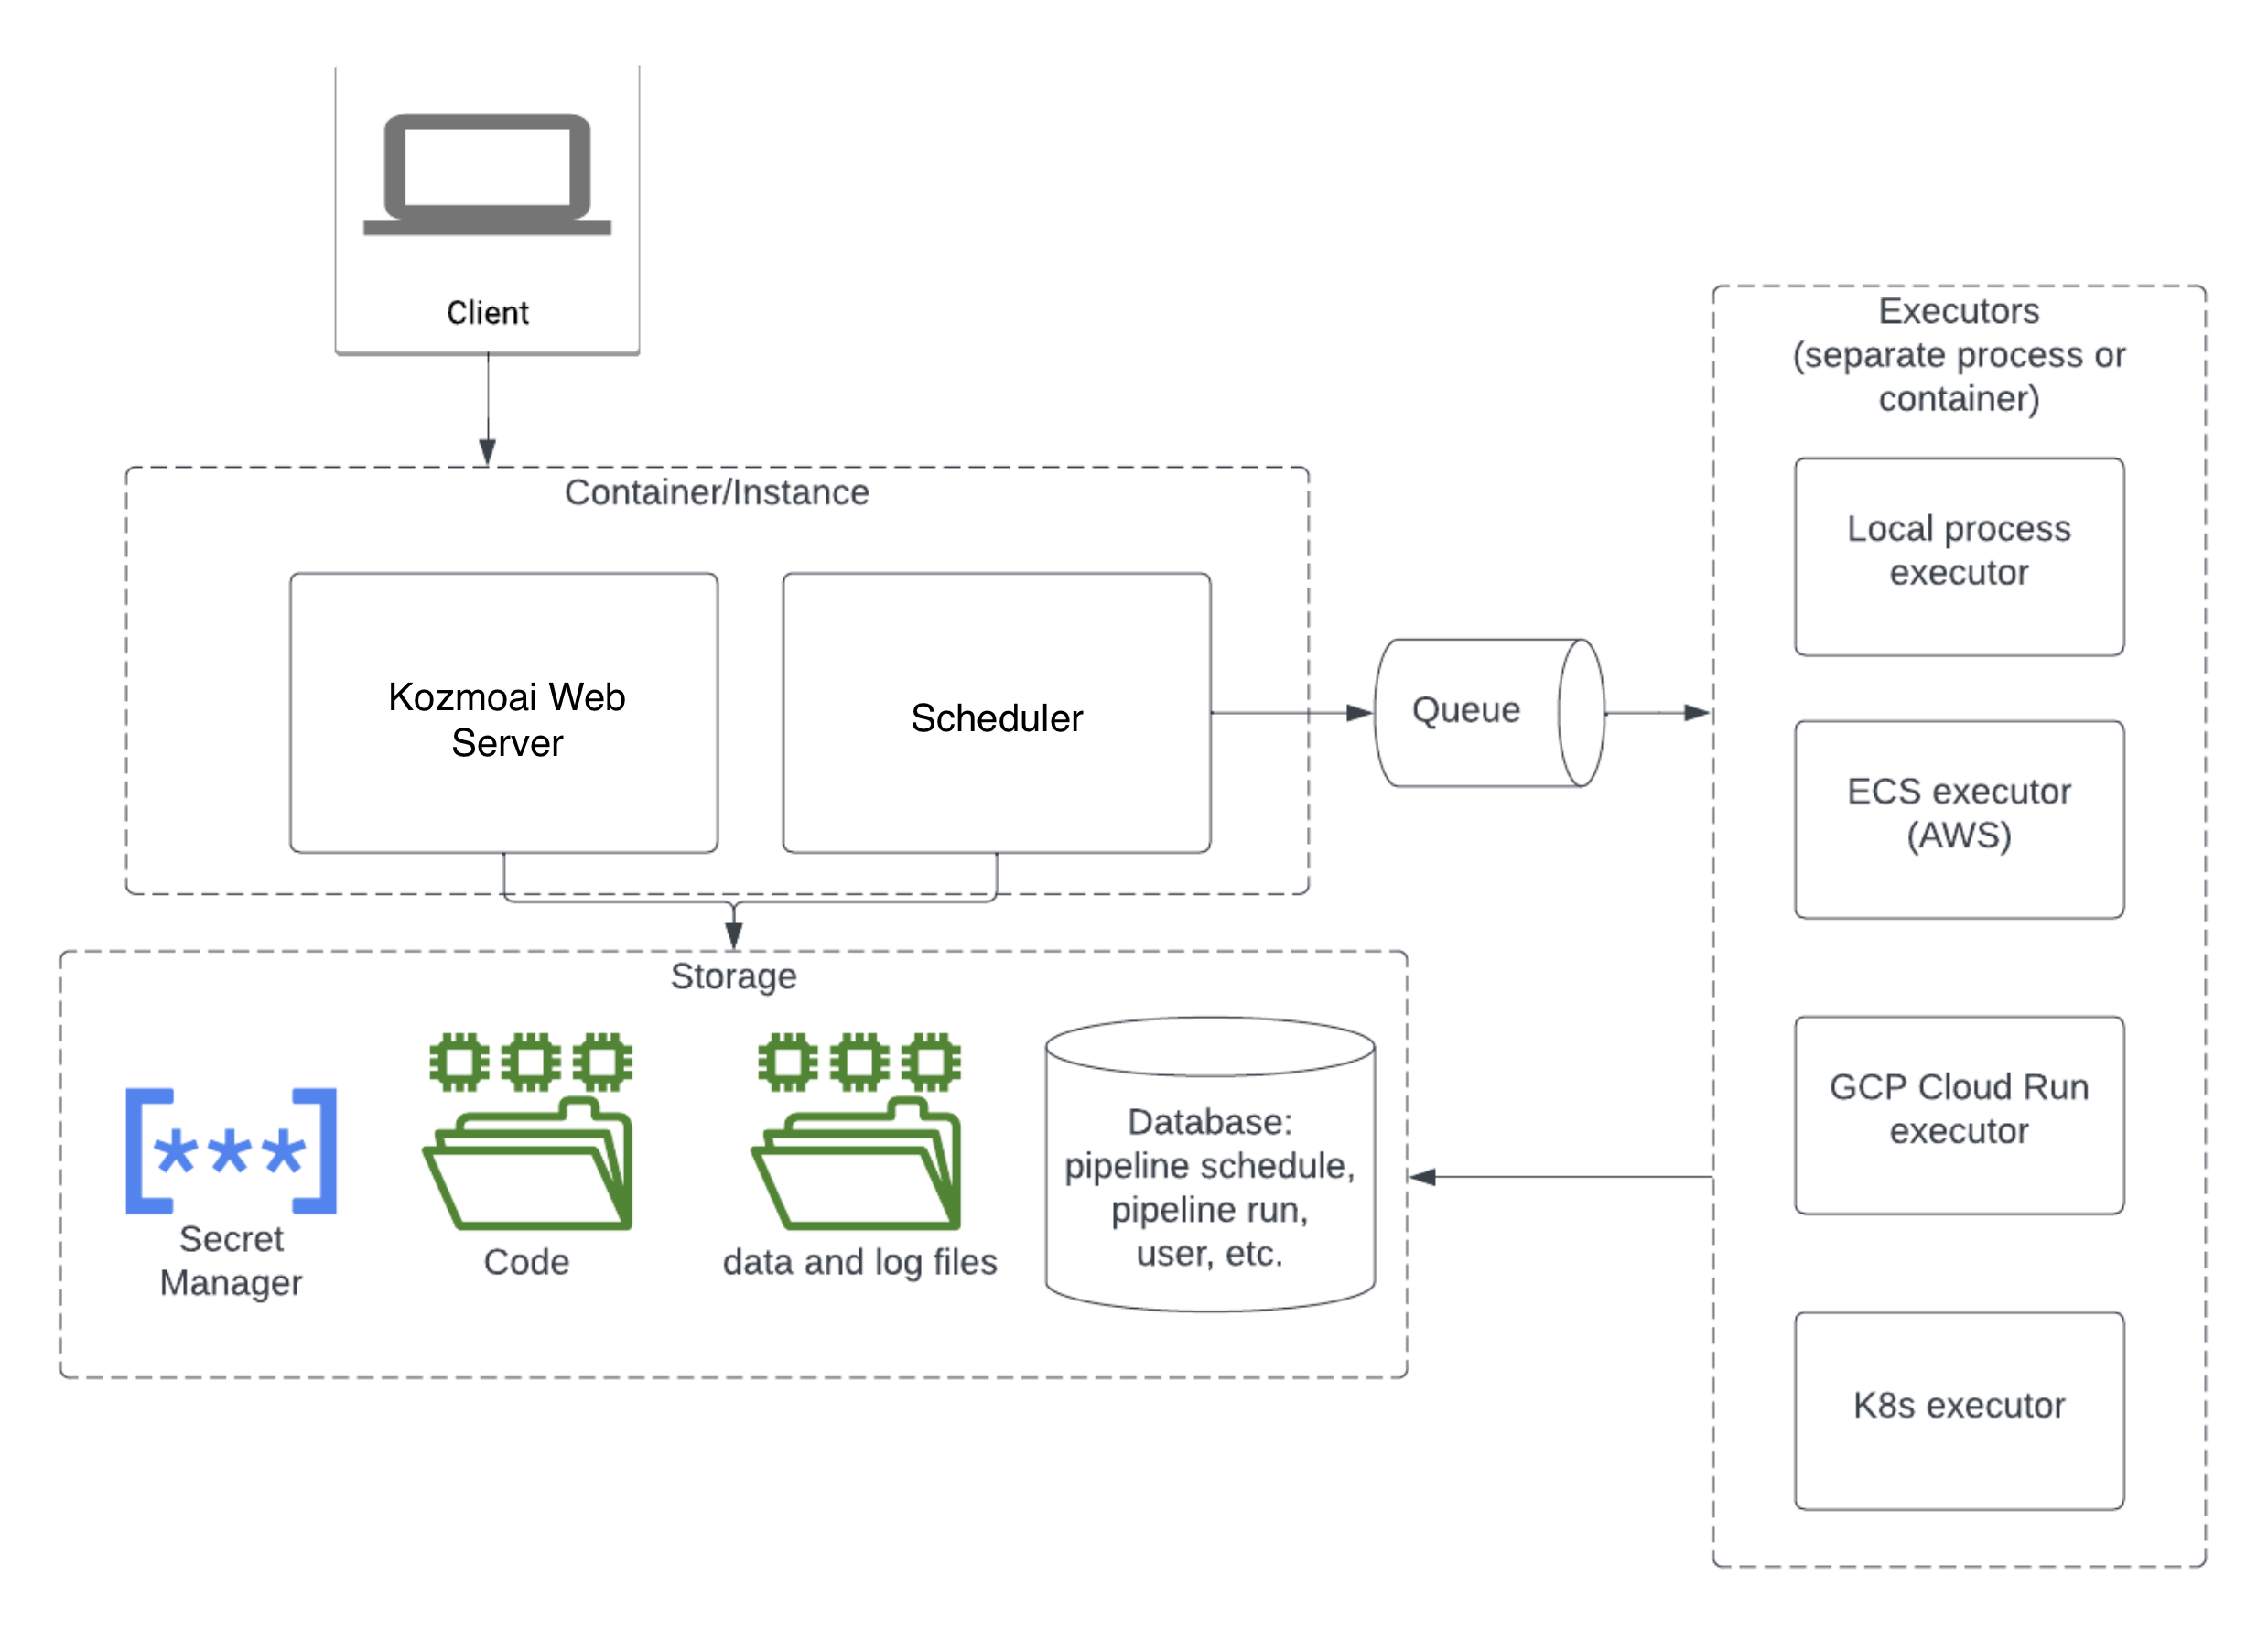 Client
Container/Instance
Kozmoai Web
Server
Scheduler
Queue
Executors
(separate process or
container)
Local process
executor
ECS executor
(AWS)
GCP Cloud Run
executor
K8s executor
Storage
[***]
Secret
Manager
Code
data and log files
Database:
pipeline schedule,
pipeline run,
user, etc.